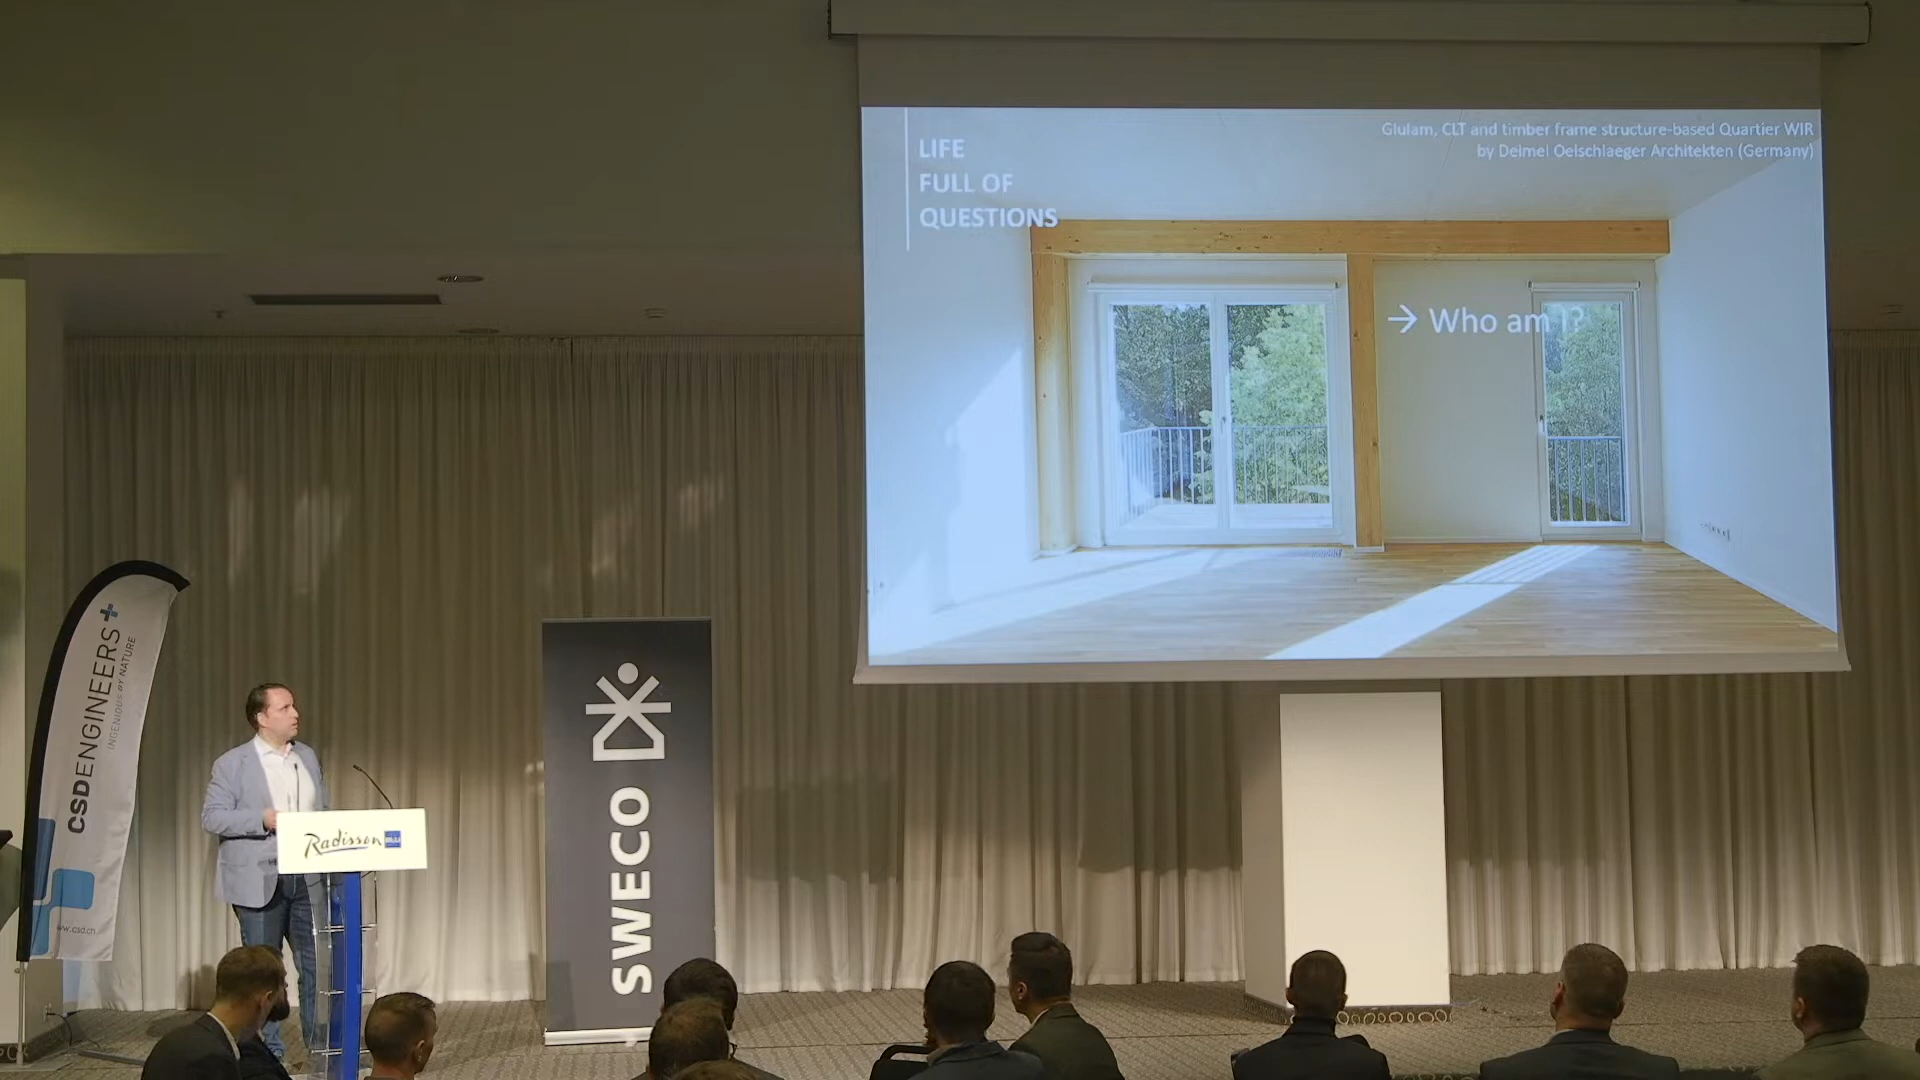 LIFE
FULL OF
QUESTIONS
Glulam, CLT and timber frame structure-based Quartier WIR
by Deimel Oelschlaeger Architekten (Germany)
→ Who am I?
CSDENGINEERS+
INGENIOUS BY NATURE
www.csd.ch
Radisson BLU
SWECO